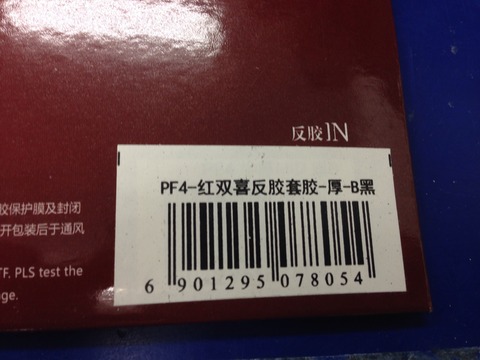 反胶IN
PF4-红双喜反胶套胶-厚-B黑
胶保护膜及封闭
开包装后于通风
TF. PLS test the
ge.
6 901295 078054